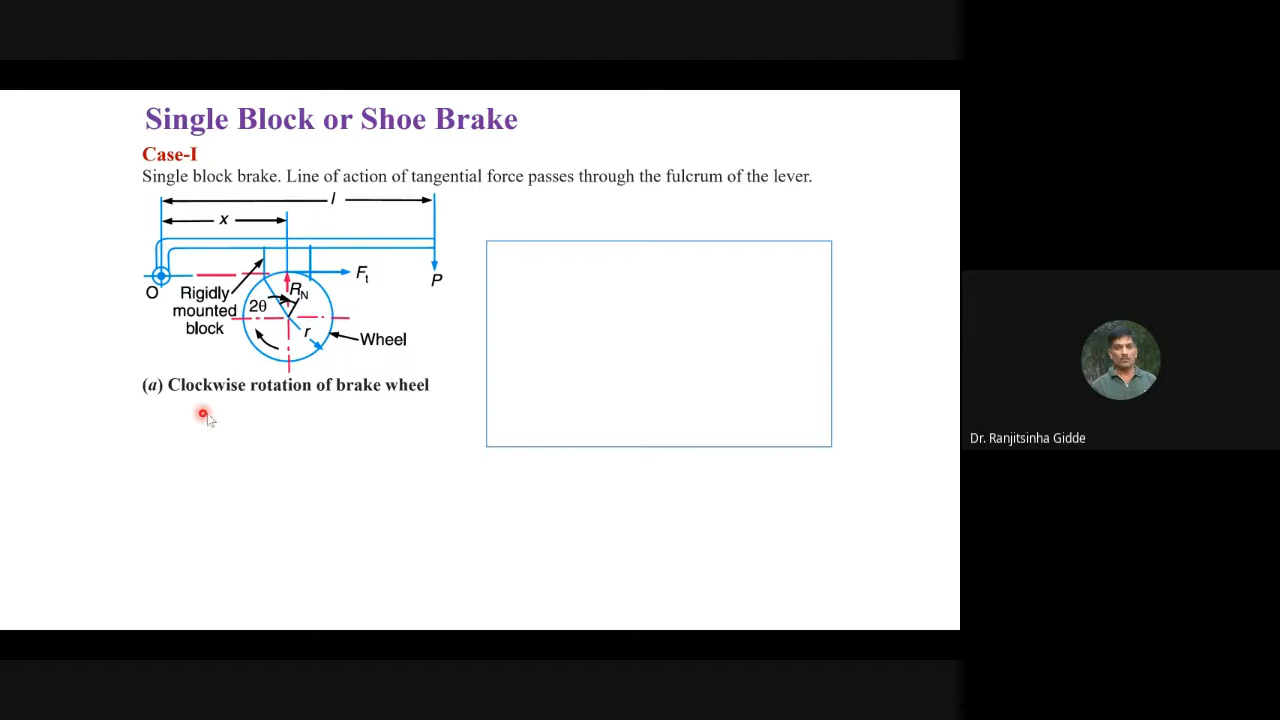 Single Block or Shoe Brake
Case-I
Single block brake. Line of action of tangential force passes through the fulcrum of the lever.
l
x
Ft
P
O
Rigidly
mounted
block
2θ
RN
r
Wheel
(a) Clockwise rotation of brake wheel
Dr. Ranjitsinha Gidde